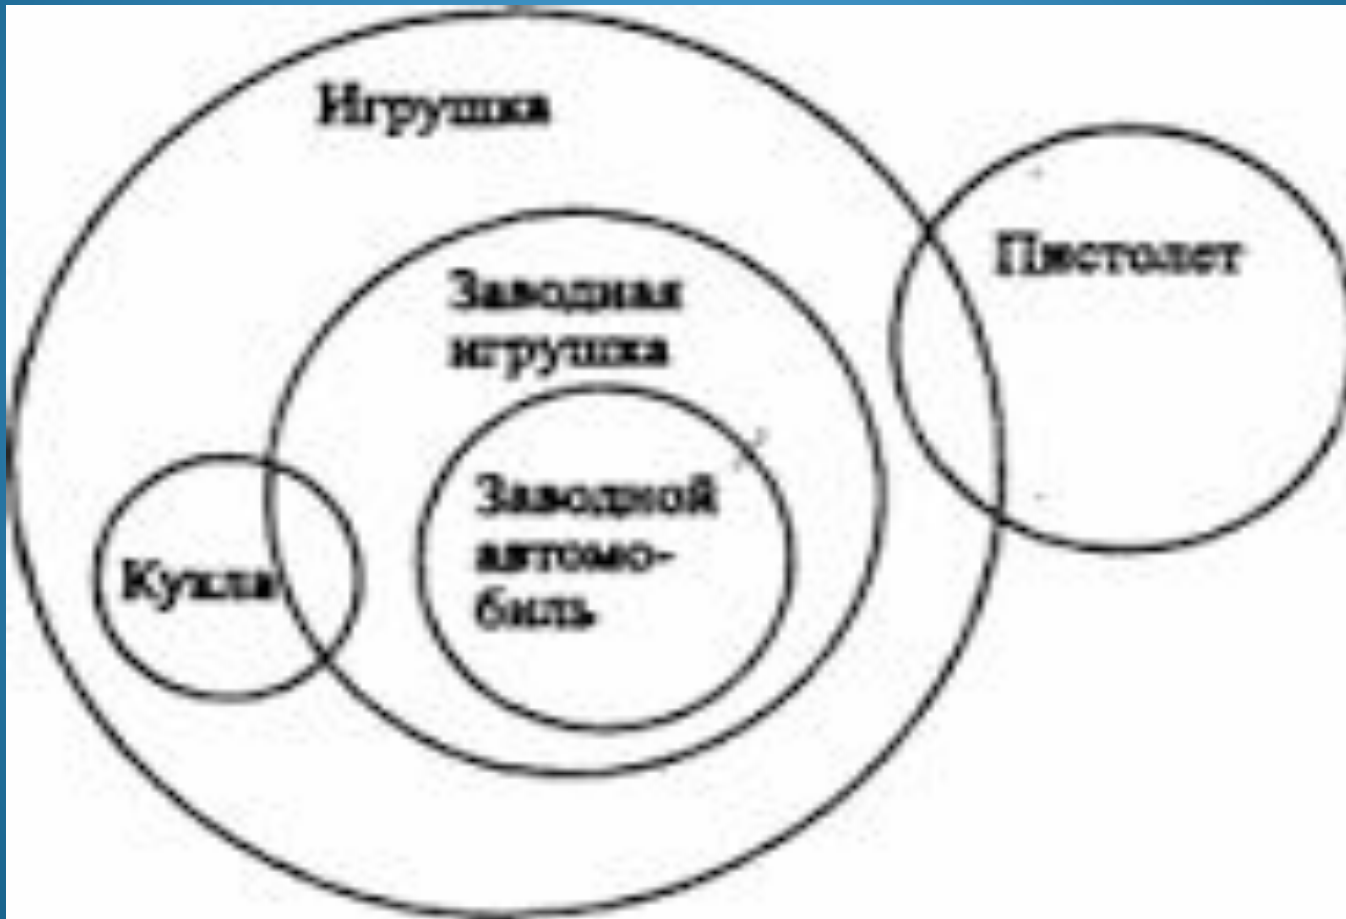 Игрушка
Пистолет
Заводная
игрушка
Заводной
автомо-
биль
Кукла